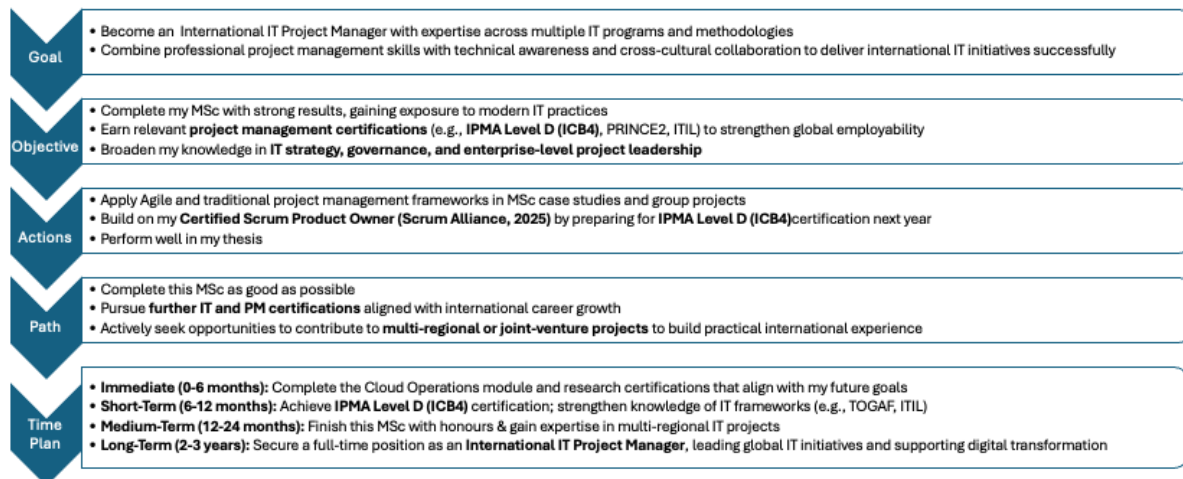 Goal
• Become an International IT Project Manager with expertise across multiple IT programs and methodologies
• Combine professional project management skills with technical awareness and cross-cultural collaboration to deliver international IT initiatives successfully
Objective
• Complete my MSc with strong results, gaining exposure to modern IT practices
• Earn relevant project management certifications (e.g., IPMA Level D (ICB4), PRINCE2, ITIL) to strengthen global employability
• Broaden my knowledge in IT strategy, governance, and enterprise-level project leadership
Actions
• Apply Agile and traditional project management frameworks in MSc case studies and group projects
• Build on my Certified Scrum Product Owner (Scrum Alliance, 2025) by preparing for IPMA Level D (ICB4)certification next year
• Perform well in my thesis
Path
• Complete this MSc as good as possible
• Pursue further IT and PM certifications aligned with international career growth
• Actively seek opportunities to contribute to multi-regional or joint-venture projects to build practical international experience
Time
Plan
• Immediate (0-6 months): Complete the Cloud Operations module and research certifications that align with my future goals
• Short-Term (6-12 months): Achieve IPMA Level D (ICB4) certification; strengthen knowledge of IT frameworks (e.g., TOGAF, ITIL)
• Medium-Term (12-24 months): Finish this MSc with honours & gain expertise in multi-regional IT projects
• Long-Term (2-3 years): Secure a full-time position as an International IT Project Manager, leading global IT initiatives and supporting digital transformation